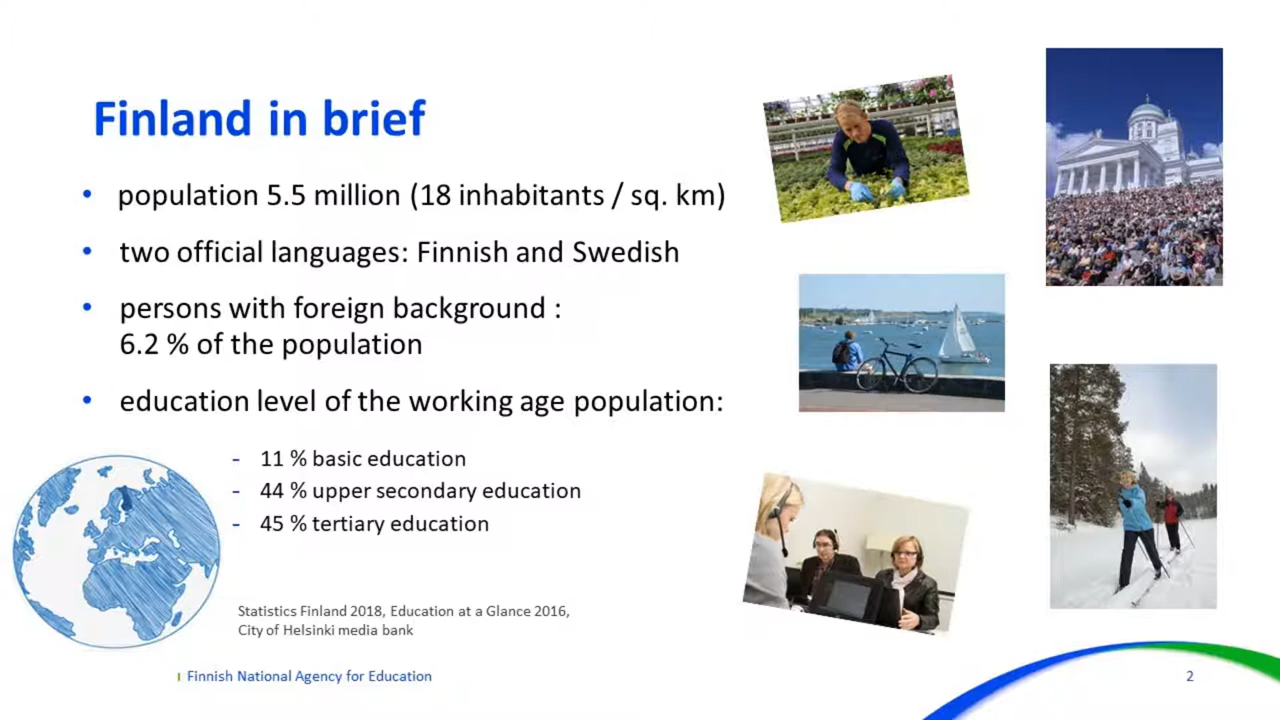 Finland in brief
• population 5.5 million (18 inhabitants / sq. km)
• two official languages: Finnish and Swedish
• persons with foreign background :
6.2 % of the population
• education level of the working age population:
- 11 % basic education
- 44 % upper secondary education
- 45 % tertiary education
Statistics Finland 2018, Education at a Glance 2016,
City of Helsinki media bank
Finnish National Agency for Education
2